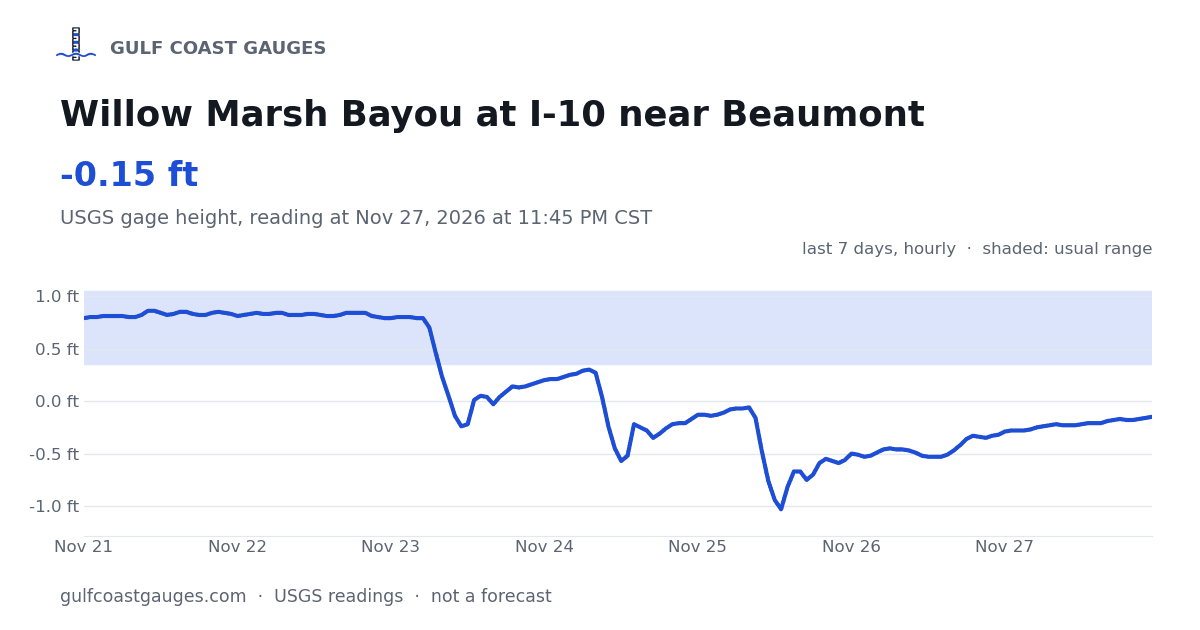 GULF COAST GAUGES
Willow Marsh Bayou at I-10 near Beaumont
-0.15 ft
USGS gage height, reading at Nov 27, 2026 at 11:45 PM CST
last 7 days, hourly · shaded: usual range
1.0 ft
0.5 ft
0.0 ft
-0.5 ft
-1.0 ft
Nov 21 Nov 22 Nov 23 Nov 24 Nov 25 Nov 26 Nov 27
gulfcoastgauges.com · USGS readings · not a forecast